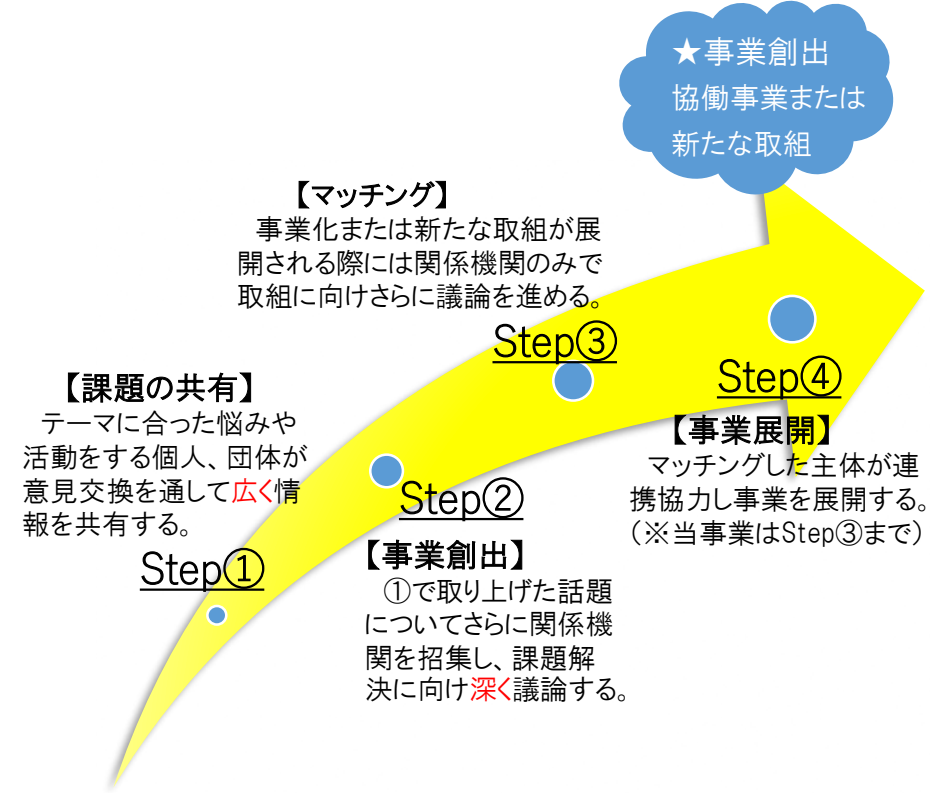 ★事業創出
協働事業または
新たな取組
【マッチング】
事業化または新たな取組が展
開される際には関係機関のみで
取組に向けさらに議論を進める。
Step③
【課題の共有】
テーマに合った悩みや
活動をする個人、団体が
意見交換を通して広く情
報を共有する。
Step①
Step②
【事業創出】
①で取り上げた話題
についてさらに関係機
関を招集し、課題解
決に向け深く議論する。
Step④
【事業展開】
マッチングした主体が連
携協力し事業を展開する。
(※当事業はStep③まで)